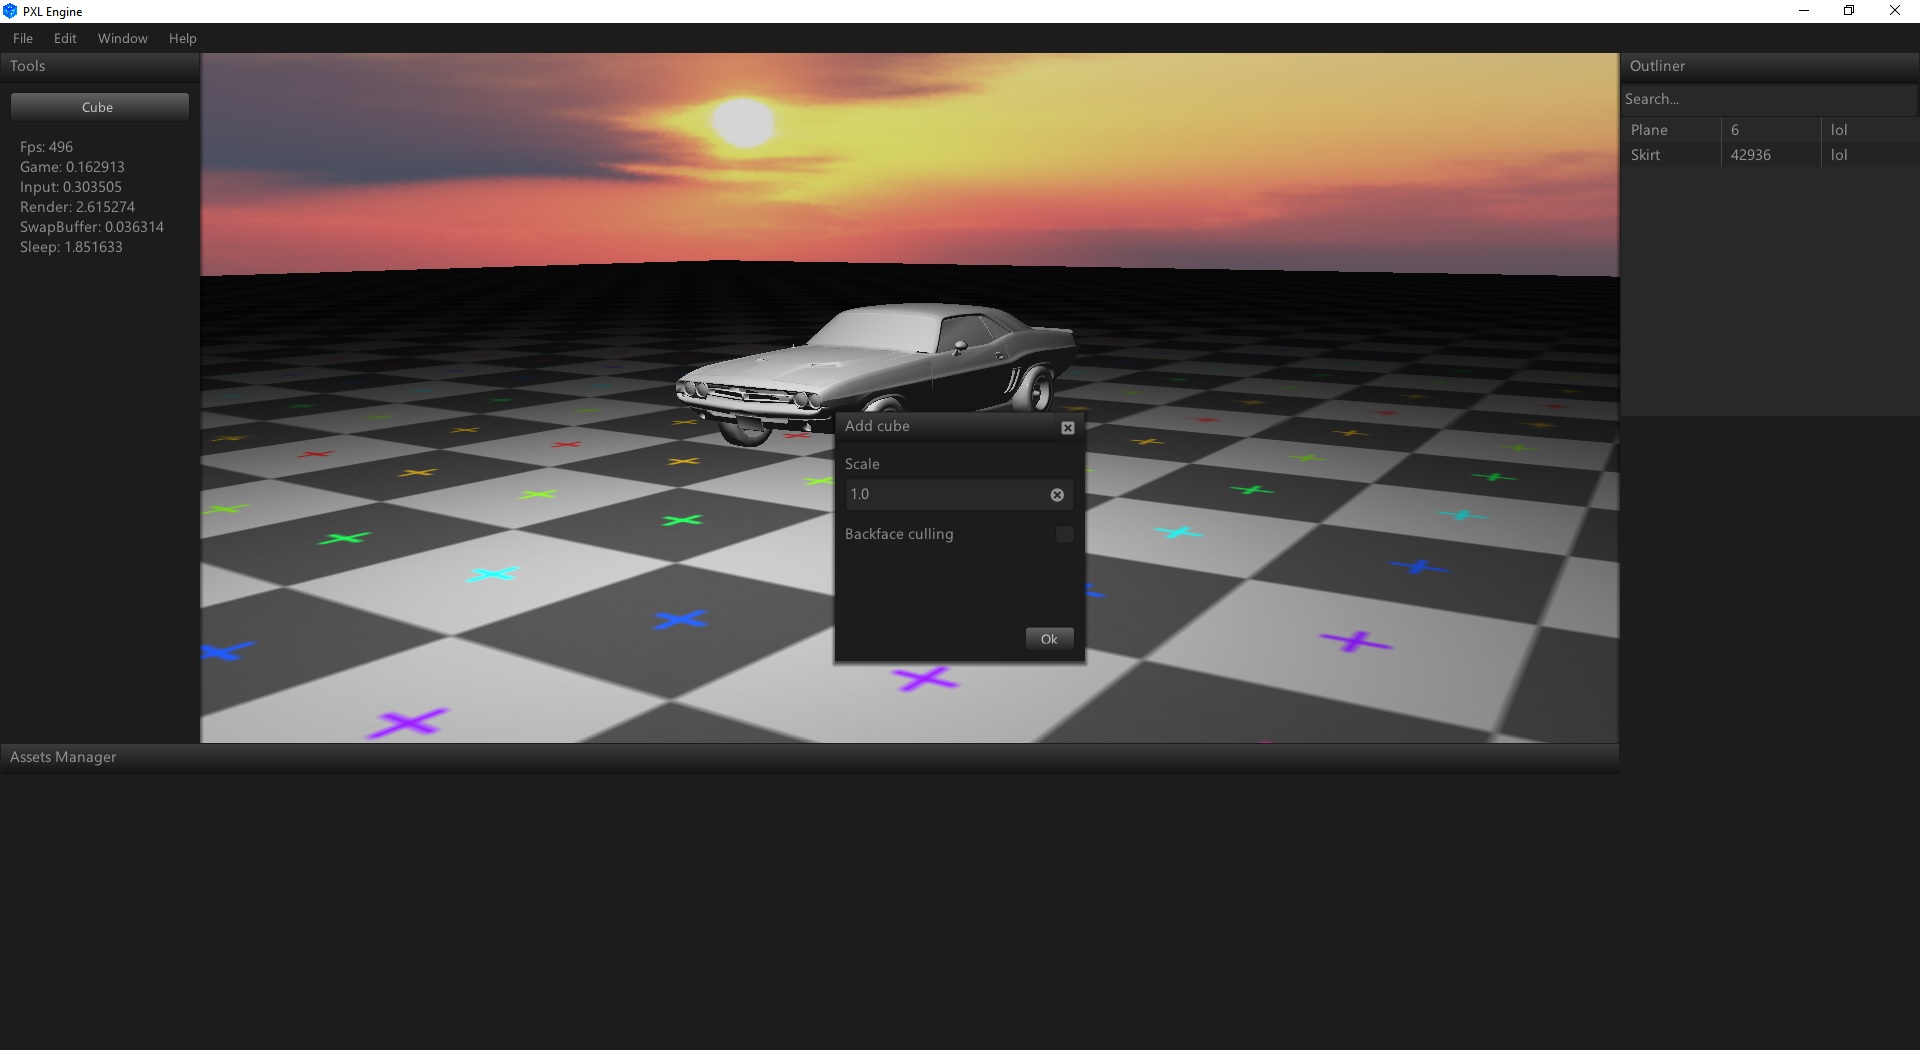 PXL Engine
File Edit Window Help
Tools
Cube
Fps: 496
Game: 0.162913
Input: 0.303505
Render: 2.615274
SwapBuffer: 0.036314
Sleep: 1.851633
Outliner
Search...
Plane 6 lol
Skirt 42936 lol
Add cube
Scale
1.0
Backface culling
Ok
Assets Manager